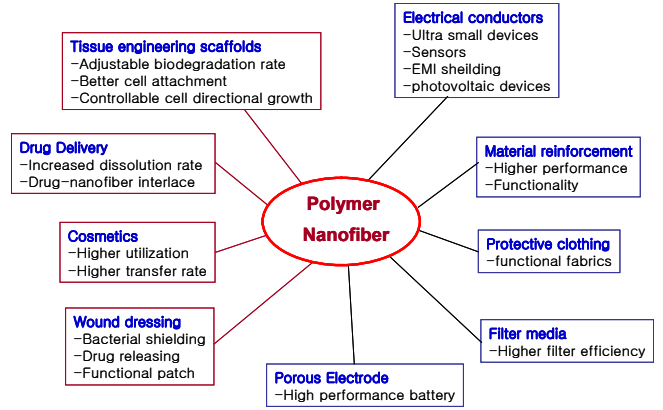 Electrical conductors
-Ultra small devices
-Sensors
-EMI sheilding
-photovoltaic devices
Tissue engineering scaffolds
-Adjustable biodegradation rate
-Better cell attachment
-Controllable cell directional growth
Drug Delivery
-Increased dissolution rate
-Drug-nanofiber interlace
Material reinforcement
-Higher performance
-Functionality
Polymer
Nanofiber
Cosmetics
-Higher utilization
-Higher transfer rate
Protective clothing
-functional fabrics
Wound dressing
-Bacterial shielding
-Drug releasing
-Functional patch
Filter media
-Higher filter efficiency
Porous Electrode
-High performance battery